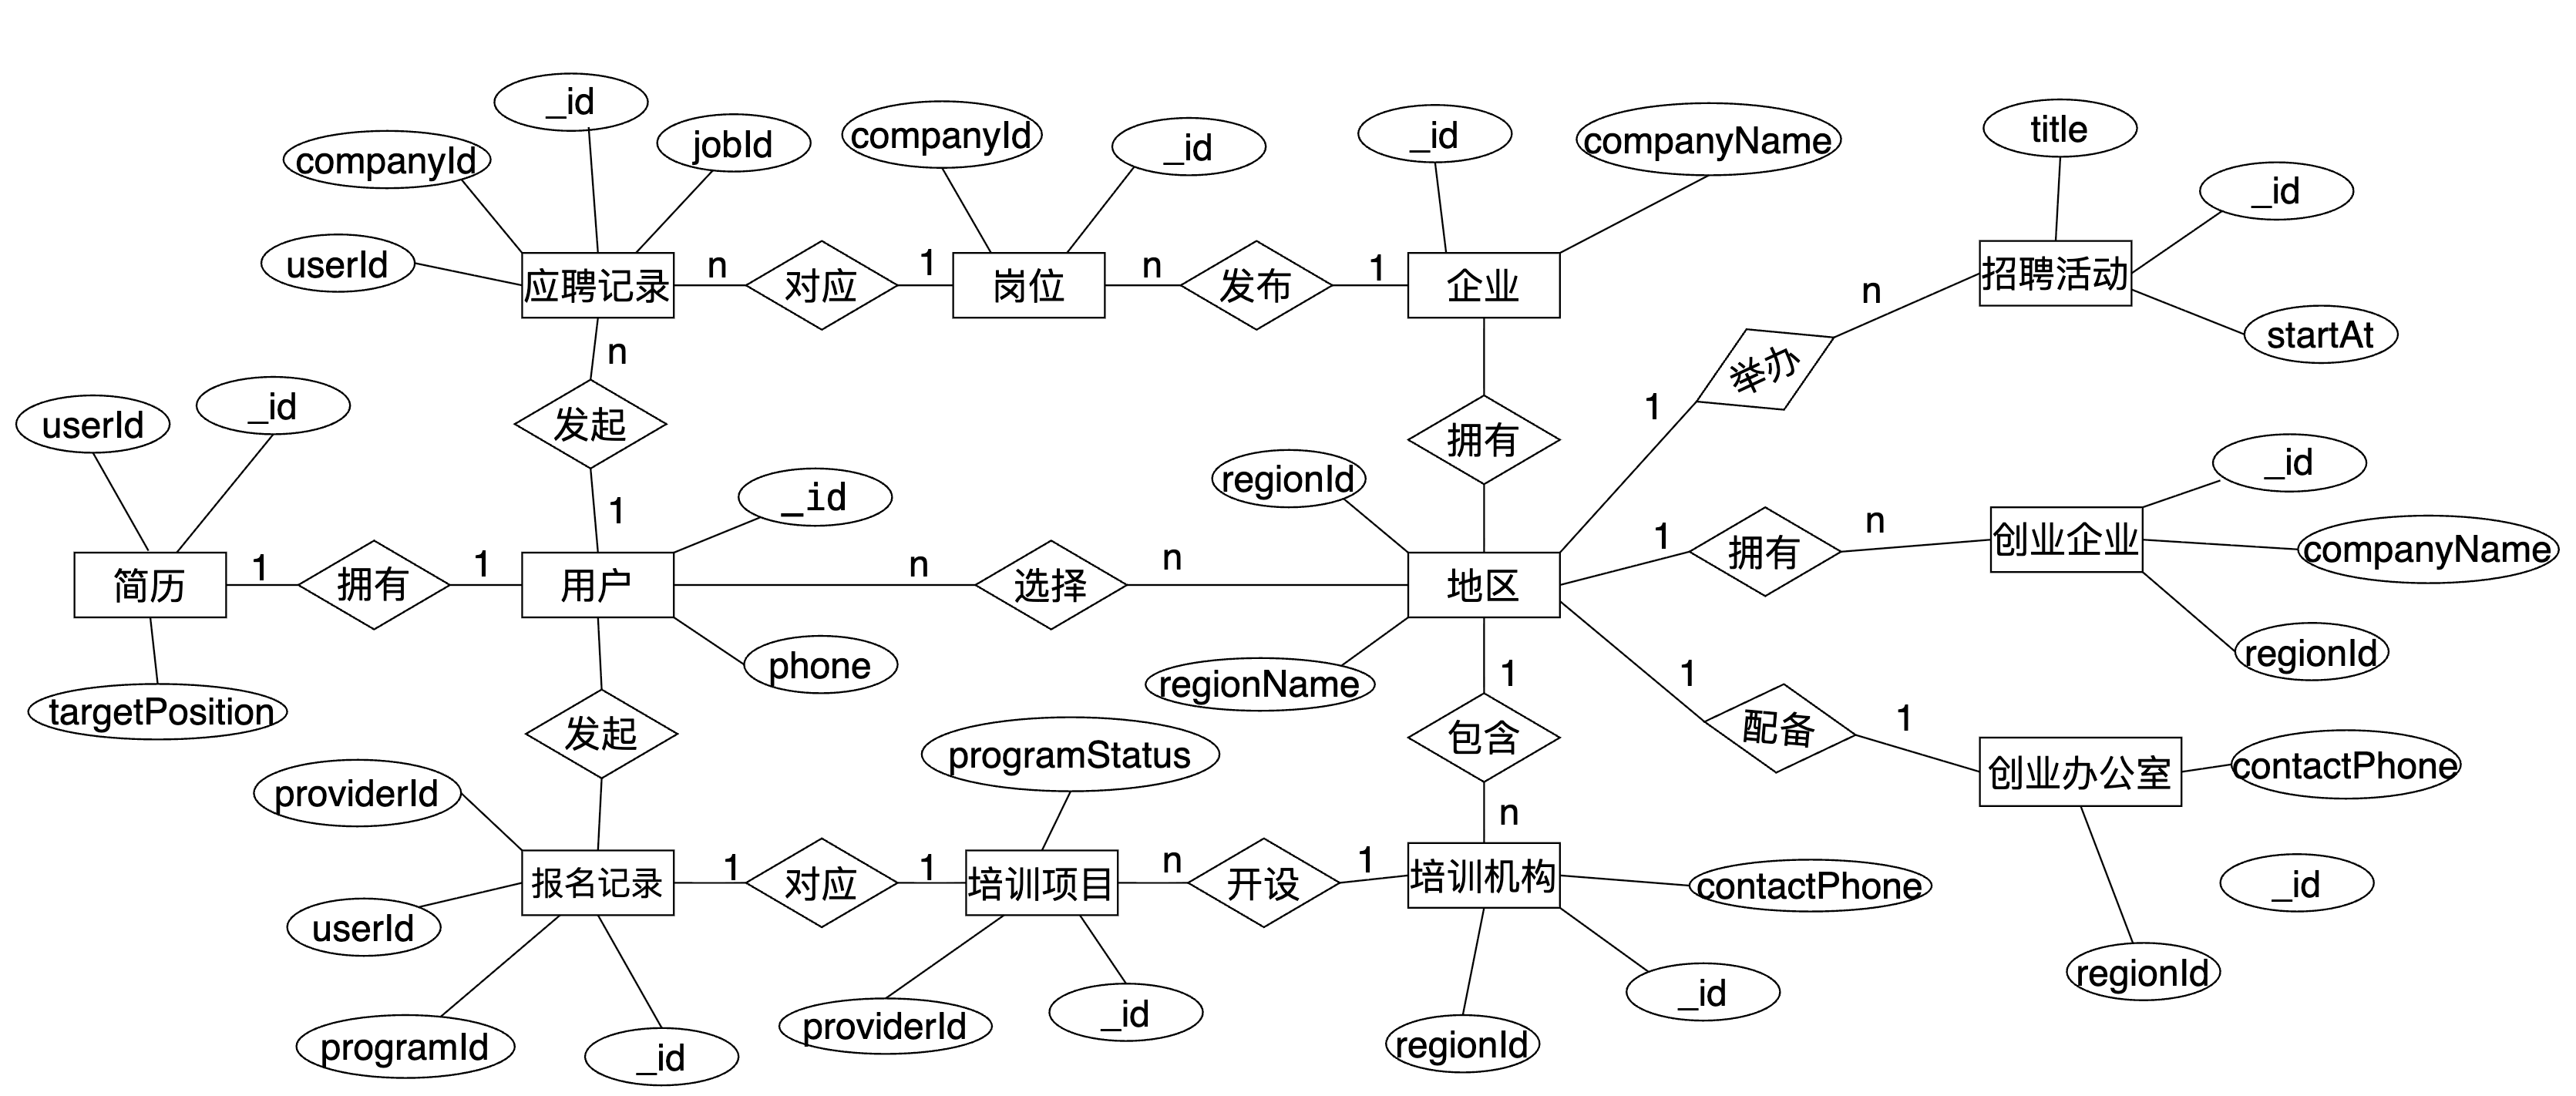 _id
companyId
jobId
companyId
_id
_id
companyName
title
_id
userId
应聘记录
n
对应
1
岗位
n
发布
1
企业
招聘活动
startAt
n
n
举办
1
userId
_id
发起
拥有
1
_id
regionId
_id
简历
1
拥有
1
用户
n
选择
n
地区
1
拥有
n
创业企业
companyName
regionId
targetPosition
phone
regionName
1
1
发起
包含
配备
1
创业办公室
contactPhone
providerId
programStatus
n
报名记录
1
对应
1
培训项目
n
开设
1
培训机构
contactPhone
_id
userId
programId
_id
providerId
_id
regionId
_id
regionId